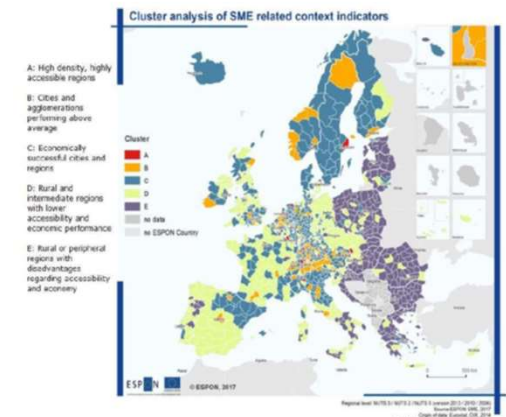 Cluster analysis of SME related context indicators
A: High density, highly
accessible regions
B: Cities and
agglomerations
performing above
average
C: Economically
successful cities and
regions
D: Rural and
intermediate regions
with lower
accessibility and
economic performance
E: Rural or peripheral
regions with
disadvantages
regarding accessibility
and economy
Cluster
A
B
C
D
E
no data
no ESPON Country
ESPON
© ESPON, 2017